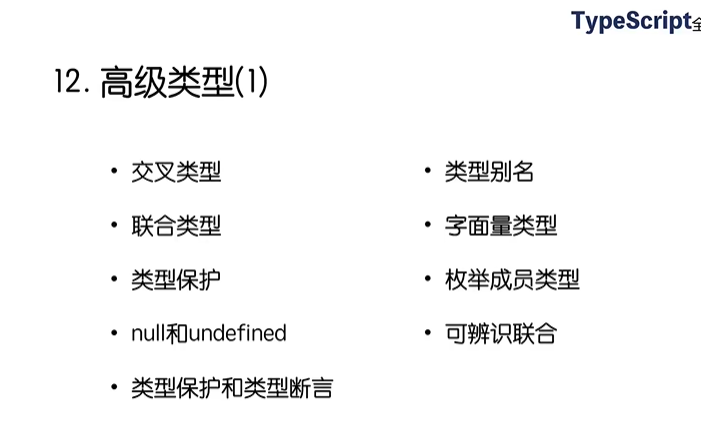 TypeScript全
12. 高级类型(1)
• 交叉类型
• 联合类型
• 类型保护
• null和undefined
• 类型保护和类型断言
• 类型别名
• 字面量类型
• 枚举成员类型
• 可辨识联合